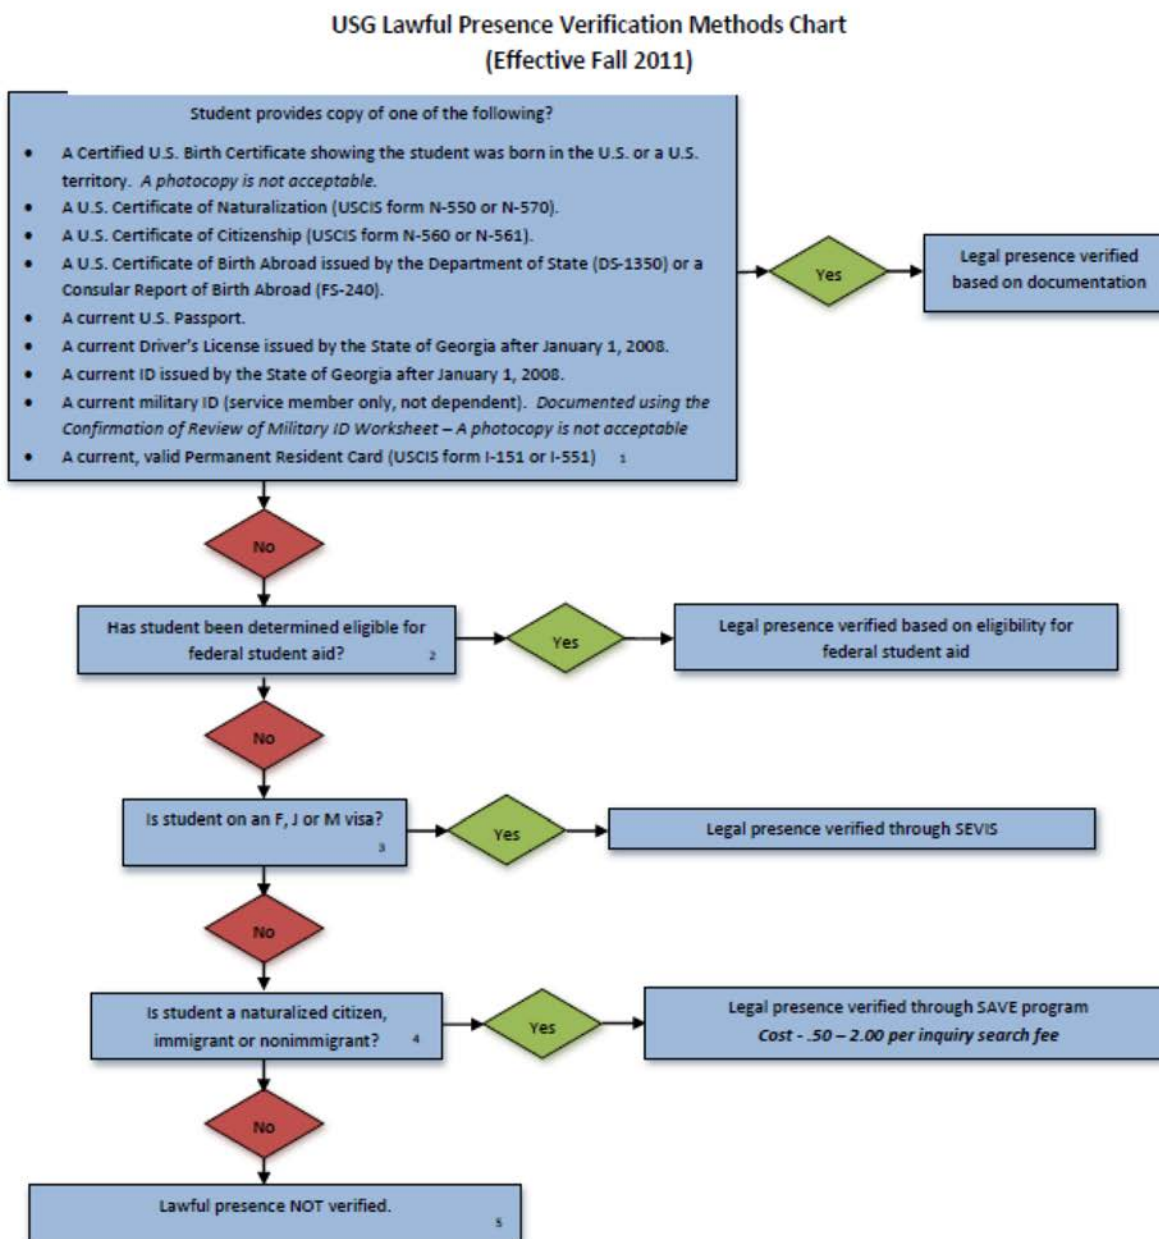 USG Lawful Presence Verification Methods Chart
(Effective Fall 2011)
Student provides copy of one of the following?
• A Certified U.S. Birth Certificate showing the student was born in the U.S. or a U.S.
territory. A photocopy is not acceptable.
• A U.S. Certificate of Naturalization (USCIS form N-550 or N-570).
• A U.S. Certificate of Citizenship (USCIS form N-560 or N-561).
• A U.S. Certificate of Birth Abroad issued by the Department of State (DS-1350) or a
Consular Report of Birth Abroad (FS-240).
• A current U.S. Passport.
• A current Driver's License issued by the State of Georgia after January 1, 2008.
• A current ID issued by the State of Georgia after January 1, 2008.
• A current military ID (service member only, not dependent). Documented using the
Confirmation of Review of Military ID Worksheet – A photocopy is not acceptable
• A current, valid Permanent Resident Card (USCIS form I-151 or I-551) 1
Yes
Legal presence verified
based on documentation
No
Has student been determined eligible for
federal student aid? 2
Yes
Legal presence verified based on eligibility for
federal student aid
No
Is student on an F, J or M visa?
3
Yes
Legal presence verified through SEVIS
No
Is student a naturalized citizen,
immigrant or nonimmigrant? 4
Yes
Legal presence verified through SAVE program
Cost - .50 – 2.00 per inquiry search fee
No
Lawful presence NOT verified.
5